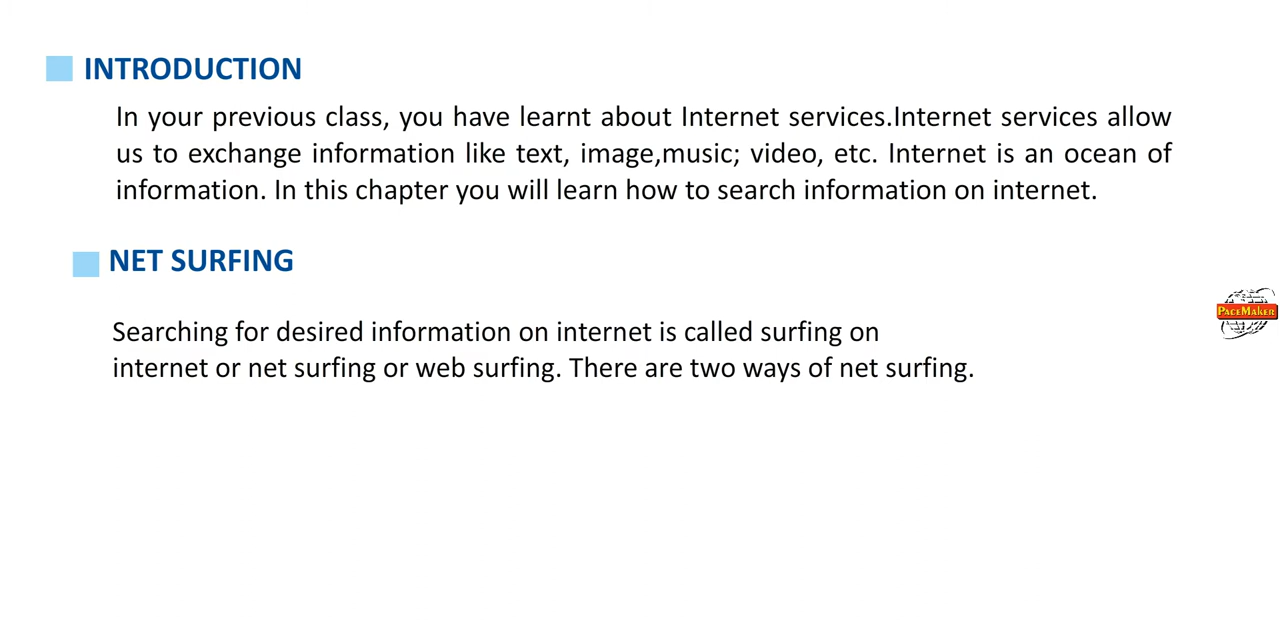 INTRODUCTION
In your previous class, you have learnt about Internet services.Internet services allow
us to exchange information like text, image,music; video, etc. Internet is an ocean of
information. In this chapter you will learn how to search information on internet.
NET SURFING
PACEMAKER
Searching for desired information on internet is called surfing on
internet or net surfing or web surfing. There are two ways of net surfing.